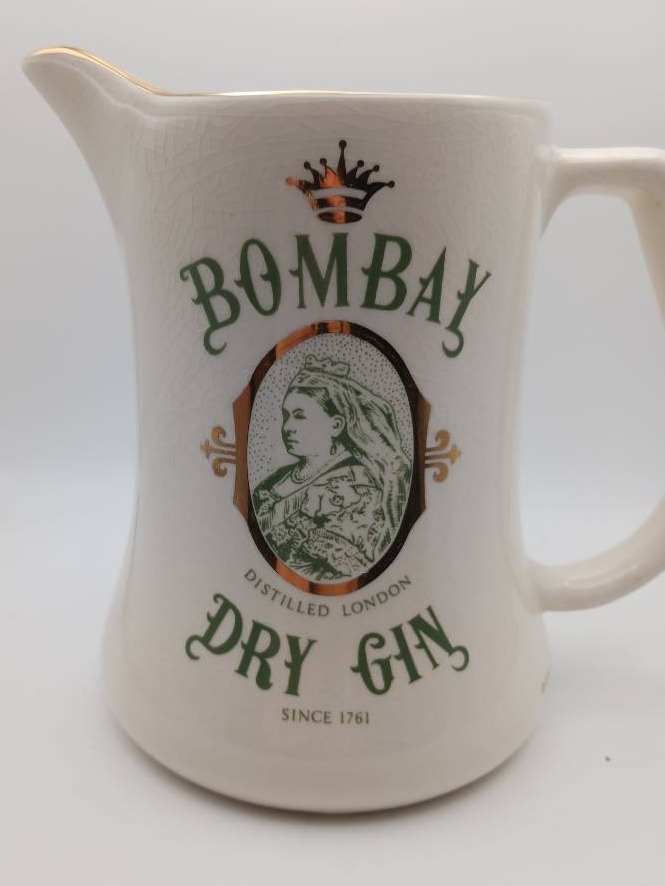 BOMBAY
DISTILLED LONDON
DRY GIN
SINCE 1761